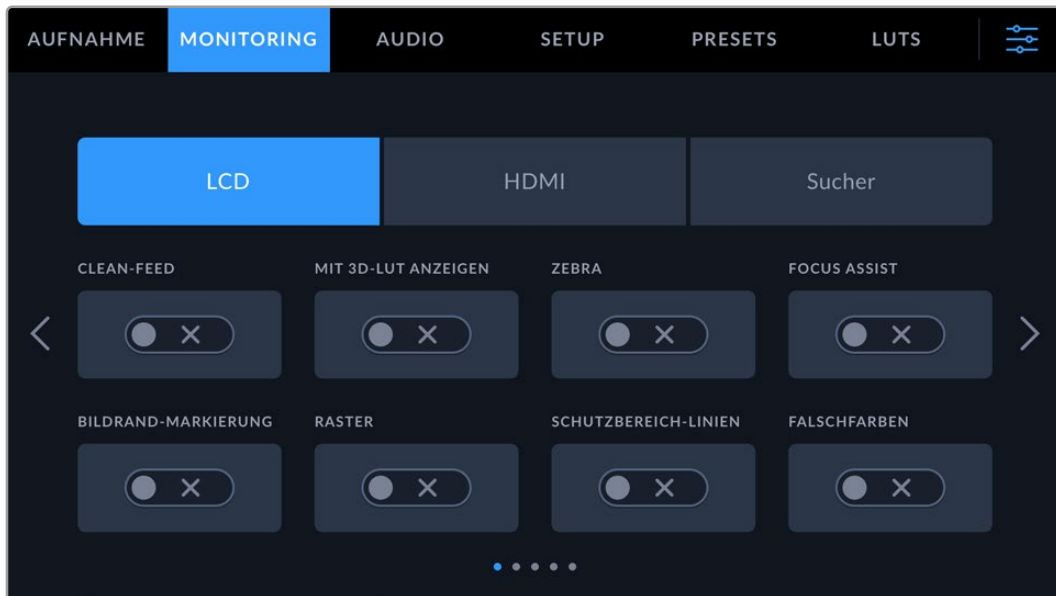 AUFNAHME MONITORING AUDIO SETUP PRESETS LUTS
LCD HDMI Sucher
CLEAN-FEED MIT 3D-LUT ANZEIGEN ZEBRA FOCUS ASSIST
BILDRAND-MARKIERUNG RASTER SCHUTZBEREICH-LINIEN FALSCHFARBEN